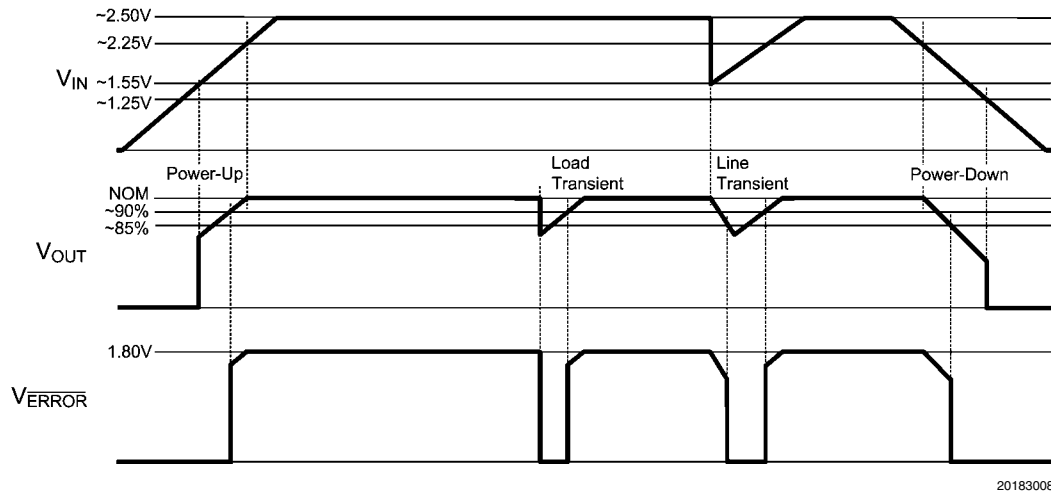 ~2.50V
~2.25V
VIN ~1.55V
~1.25V
Power-Up
Load
Transient
Line
Transient
Power-Down
NOM
~90%
~85%
VOUT
1.80V
VERROR
20183008